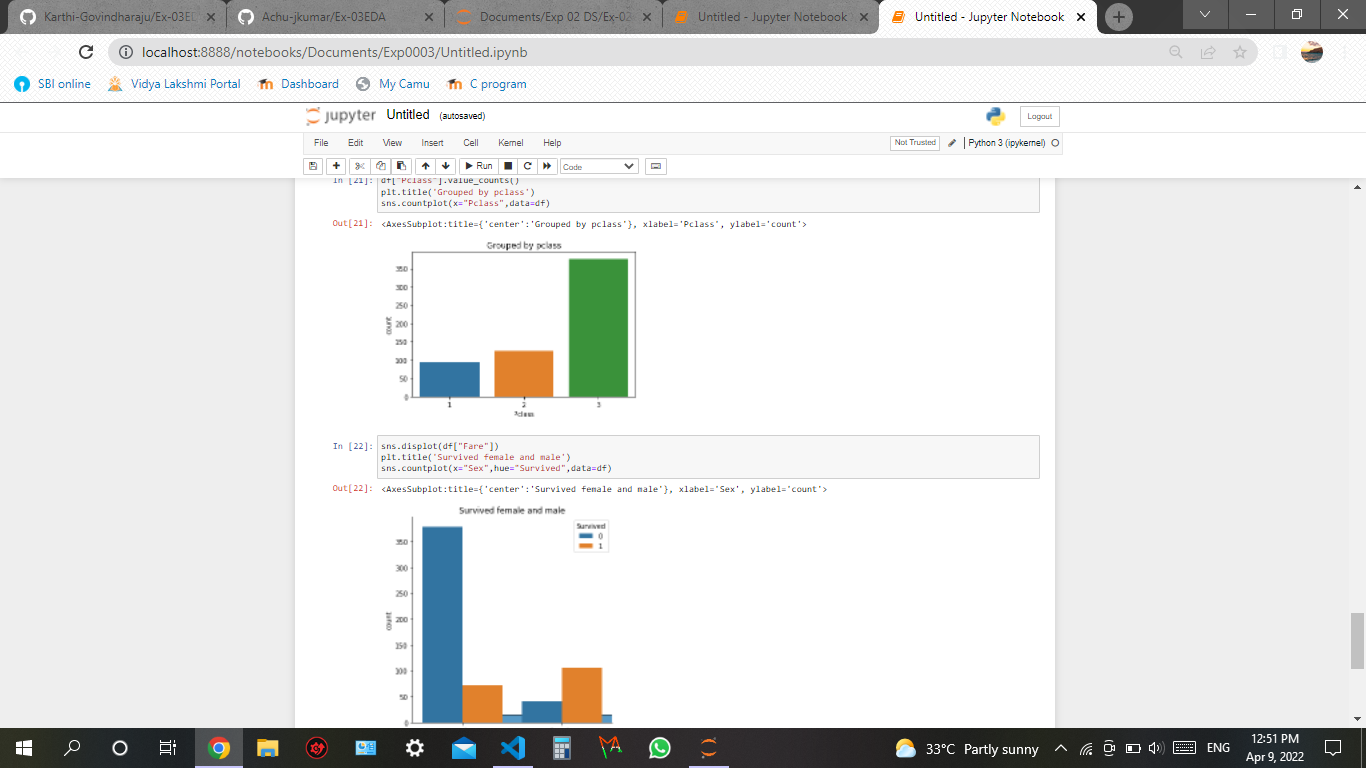 Karthi-Govindharaju/Ex-03ED
Achu-jkumar/Ex-03EDA
Documents/Exp 02 DS/Ex-02
Untitled - Jupyter Notebook
Untitled - Jupyter Notebook
localhost:8888/notebooks/Documents/Exp0003/Untitled.ipynb
SBI online
Vidya Lakshmi Portal
Dashboard
My Camu
C program
jupyter Untitled (autosaved)
Logout
File Edit View Insert Cell Kernel Help
Not Trusted
Python 3 (ipykernel)
Run
Code
In [21]: df["Pclass"].value_counts()
plt.title('Grouped by pclass')
sns.countplot(x="Pclass",data=df)
Out[21]: <AxesSubplot:title={'center':'Grouped by pclass'}, xlabel='Pclass', ylabel='count'>
Grouped by pclass
350
300
250
200
150
100
50
0
count
1 2 3
Pclass
In [22]: sns.displot(df["Fare"])
plt.title('Survived female and male')
sns.countplot(x="Sex",hue="Survived",data=df)
Out[22]: <AxesSubplot:title={'center':'Survived female and male'}, xlabel='Sex', ylabel='count'>
Survived female and male
Survived
0
1
350
300
250
200
150
100
50
0
count
33°C Partly sunny
ENG
12:51 PM
Apr 9, 2022